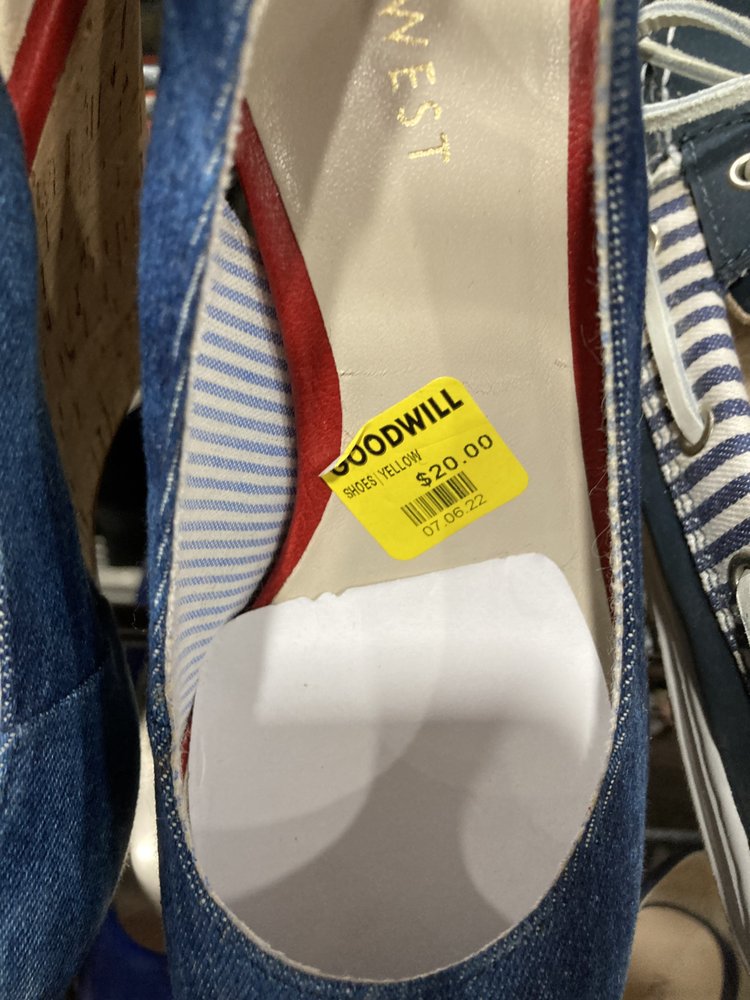 WEST
GOODWILL
SHOES | YELLOW
$20.00
07.06.22